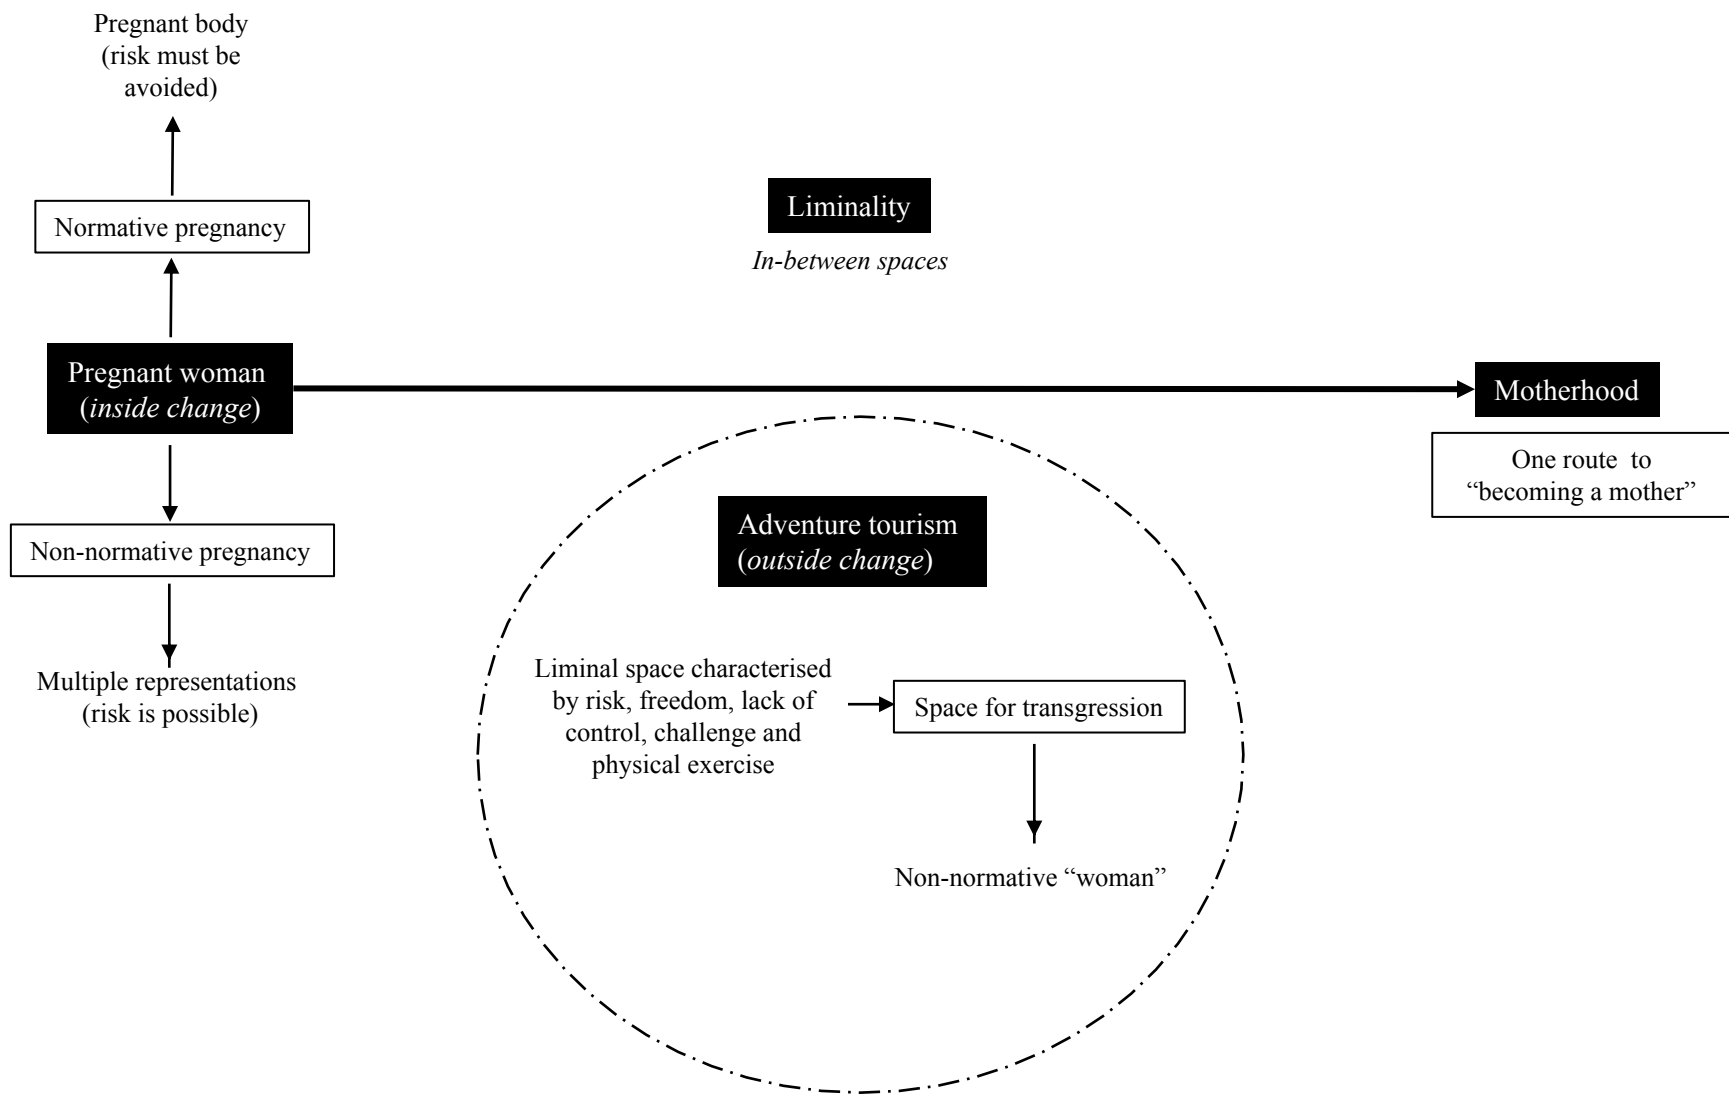 Pregnant body
(risk must be
avoided)
Normative pregnancy
Liminality
In-between spaces
Pregnant woman
(inside change)
Motherhood
One route to
“becoming a mother”
Non-normative pregnancy
Multiple representations
(risk is possible)
Adventure tourism
(outside change)
Liminal space characterised
by risk, freedom, lack of
control, challenge and
physical exercise
Space for transgression
Non-normative “woman”